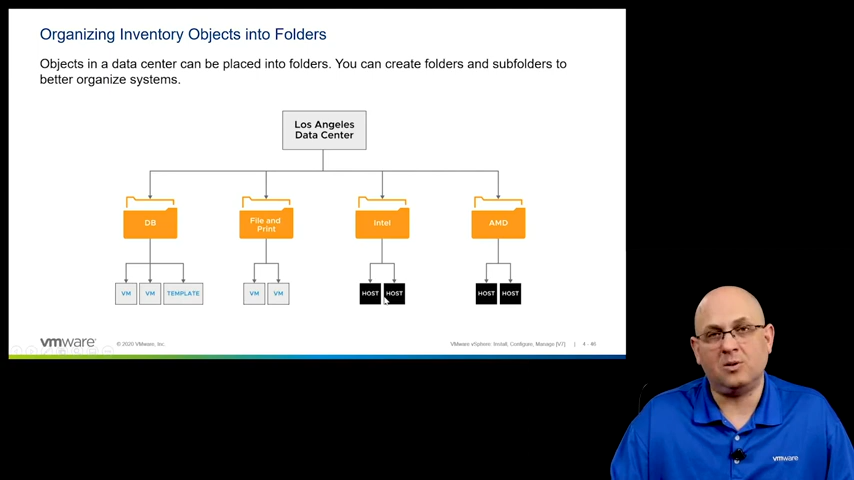 Organizing Inventory Objects into Folders
Objects in a data center can be placed into folders. You can create folders and subfolders to
better organize systems.
Los Angeles
Data Center
DB
File and
Print
Intel
AMD
VM
VM
TEMPLATE
VM
VM
HOST
HOST
HOST
HOST
vmware
© 2020 VMware, Inc.
VMware vSphere: Install, Configure, Manage [V7] | 4 - 46
vmware